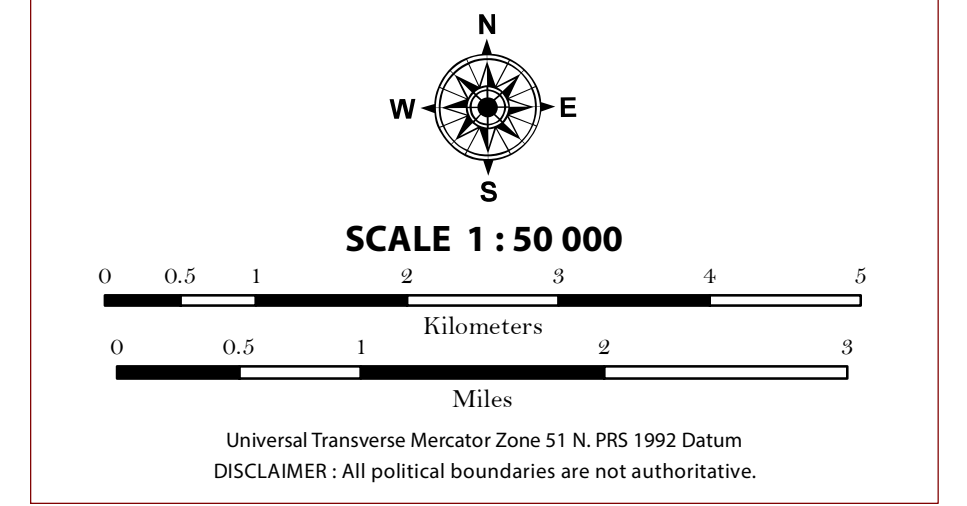 N
W E
S
SCALE 1 : 50 000
0 0.5 1 2 3 4 5
Kilometers
0 0.5 1 2 3
Miles
Universal Transverse Mercator Zone 51 N. PRS 1992 Datum
DISCLAIMER : All political boundaries are not authoritative.